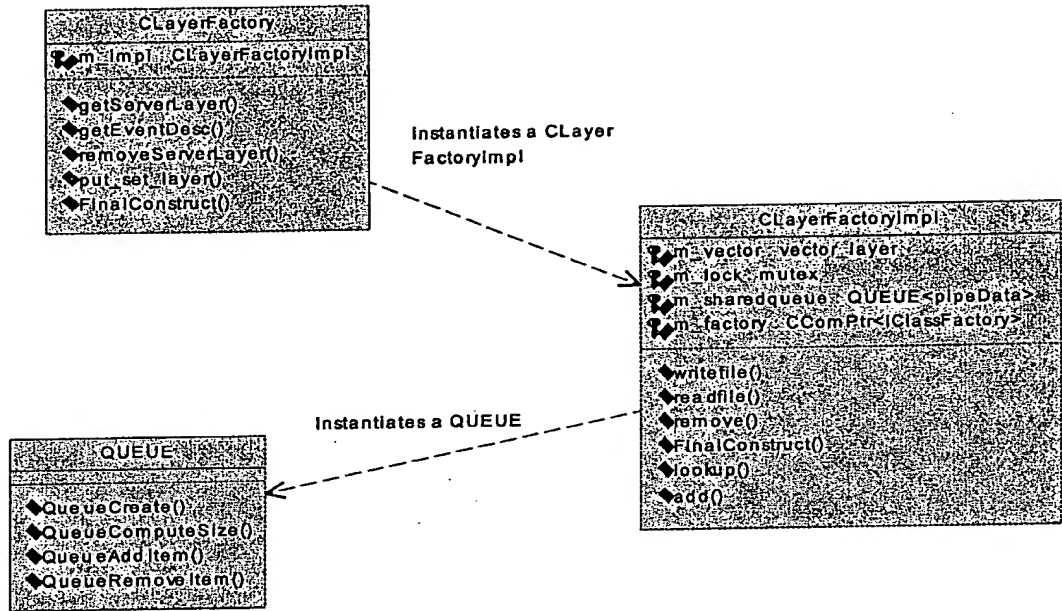 CLayerFactory
m_Impl : CLayerFactoryImpl
getServerLayer()
getEventDesc()
removeServerLayer()
put_set_layer()
FinalConstruct()
Instantiates a CLayer
FactoryImpl
CLayerFactoryImpl
m_vector : vector_layer
m_lock : mutex
m_sharedqueue : QUEUE<pipeData>
m_factory : CComPtr<IClassFactory>
writefile()
readfile()
remove()
FinalConstruct()
lookup()
add()
Instantiates a QUEUE
QUEUE
QueueCreate()
QueueComputeSize()
QueueAddItem()
QueueRemoveItem()